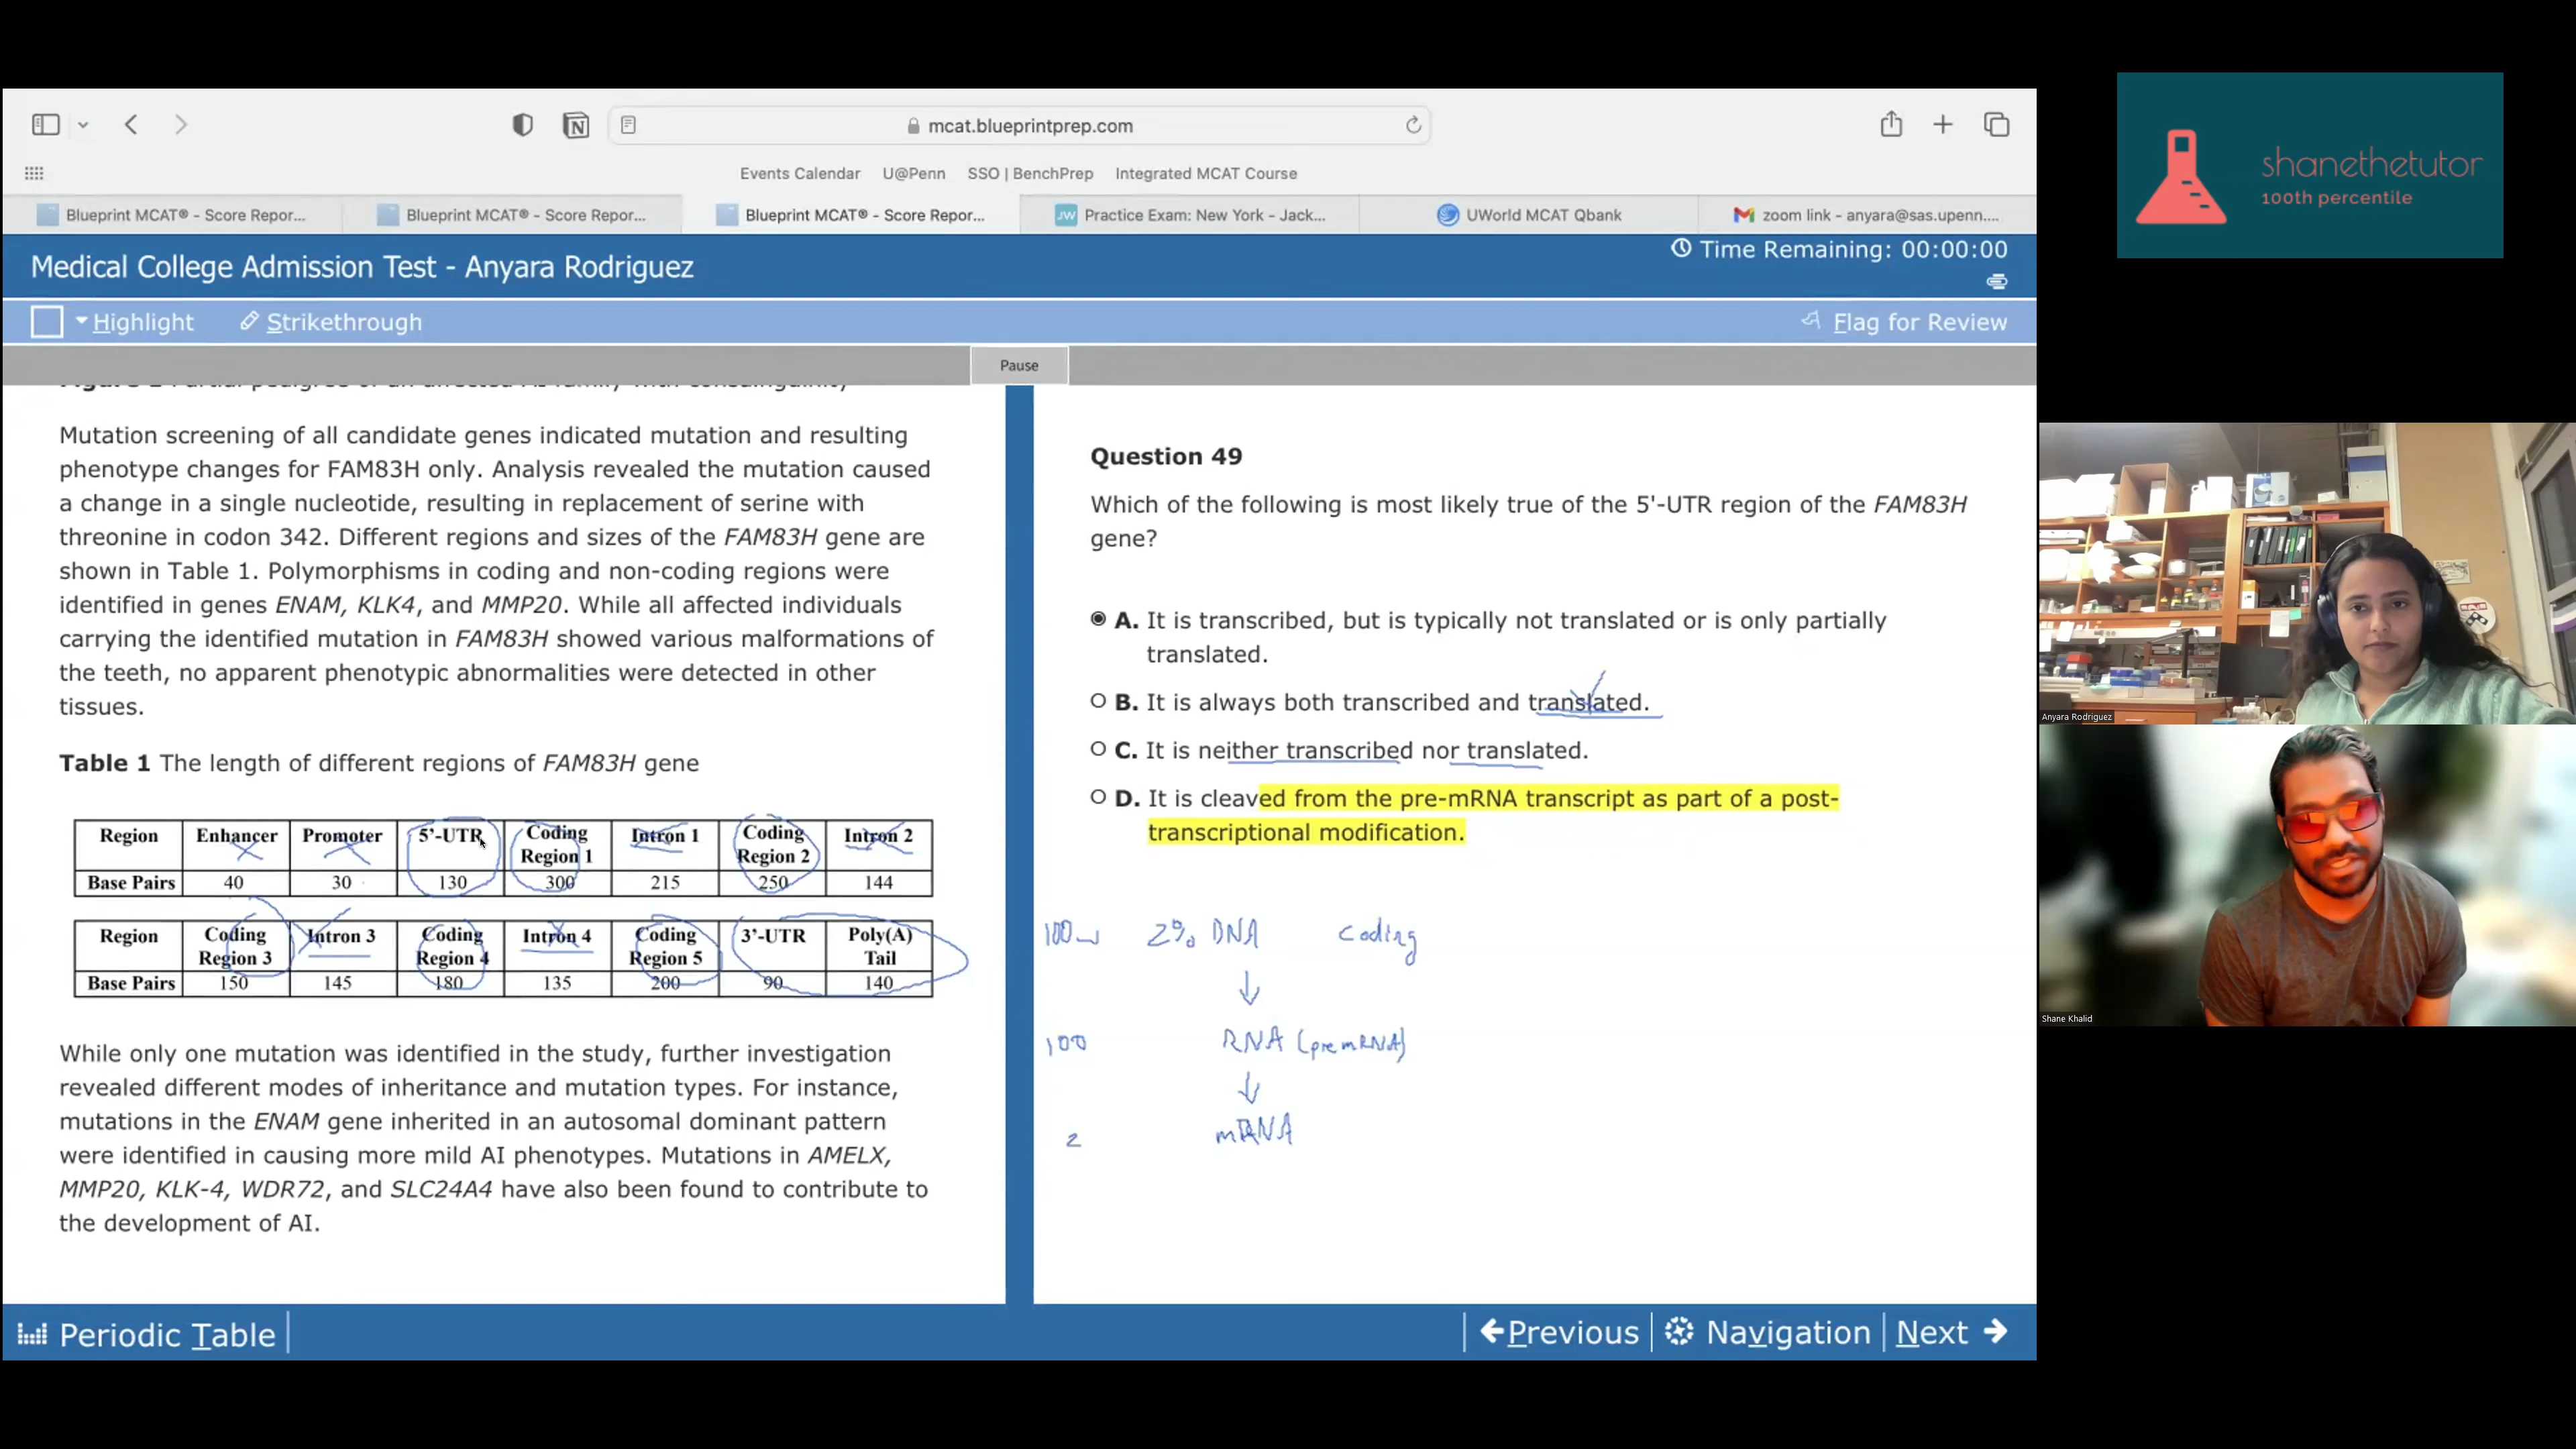 mcat.blueprintprep.com
Events Calendar U@Penn SSO | BenchPrep Integrated MCAT Course
Blueprint MCAT® - Score Repor... Blueprint MCAT® - Score Repor... Blueprint MCAT® - Score Repor... Practice Exam: New York - Jack... UWorld MCAT Qbank zoom link - anyara@sas.upenn....
Medical College Admission Test - Anyara Rodriguez
Time Remaining: 00:00:00
Highlight Strikethrough Flag for Review
Pause
Mutation screening of all candidate genes indicated mutation and resulting
phenotype changes for FAM83H only. Analysis revealed the mutation caused
a change in a single nucleotide, resulting in replacement of serine with
threonine in codon 342. Different regions and sizes of the FAM83H gene are
shown in Table 1. Polymorphisms in coding and non-coding regions were
identified in genes ENAM, KLK4, and MMP20. While all affected individuals
carrying the identified mutation in FAM83H showed various malformations of
the teeth, no apparent phenotypic abnormalities were detected in other
tissues.
Table 1 The length of different regions of FAM83H gene
Region Enhancer Promoter 5'-UTR Coding Region 1 Intron 1 Coding Region 2 Intron 2
Base Pairs 40 30 130 300 215 250 144
Region Coding Region 3 Intron 3 Coding Region 4 Intron 4 Coding Region 5 3'-UTR Poly(A) Tail
Base Pairs 150 145 180 135 200 90 140
While only one mutation was identified in the study, further investigation
revealed different modes of inheritance and mutation types. For instance,
mutations in the ENAM gene inherited in an autosomal dominant pattern
were identified in causing more mild AI phenotypes. Mutations in AMELX,
MMP20, KLK-4, WDR72, and SLC24A4 have also been found to contribute to
the development of AI.
Question 49
Which of the following is most likely true of the 5'-UTR region of the FAM83H
gene?
A. It is transcribed, but is typically not translated or is only partially
translated.
B. It is always both transcribed and translated.
C. It is neither transcribed nor translated.
D. It is cleaved from the pre-mRNA transcript as part of a post-
transcriptional modification.
100 2% DNA coding
100 RNA (pre mRNA)
2 mRNA
Periodic Table
Previous Navigation Next
shanethetutor
100th percentile
Anyara Rodriguez
Shane Khalid